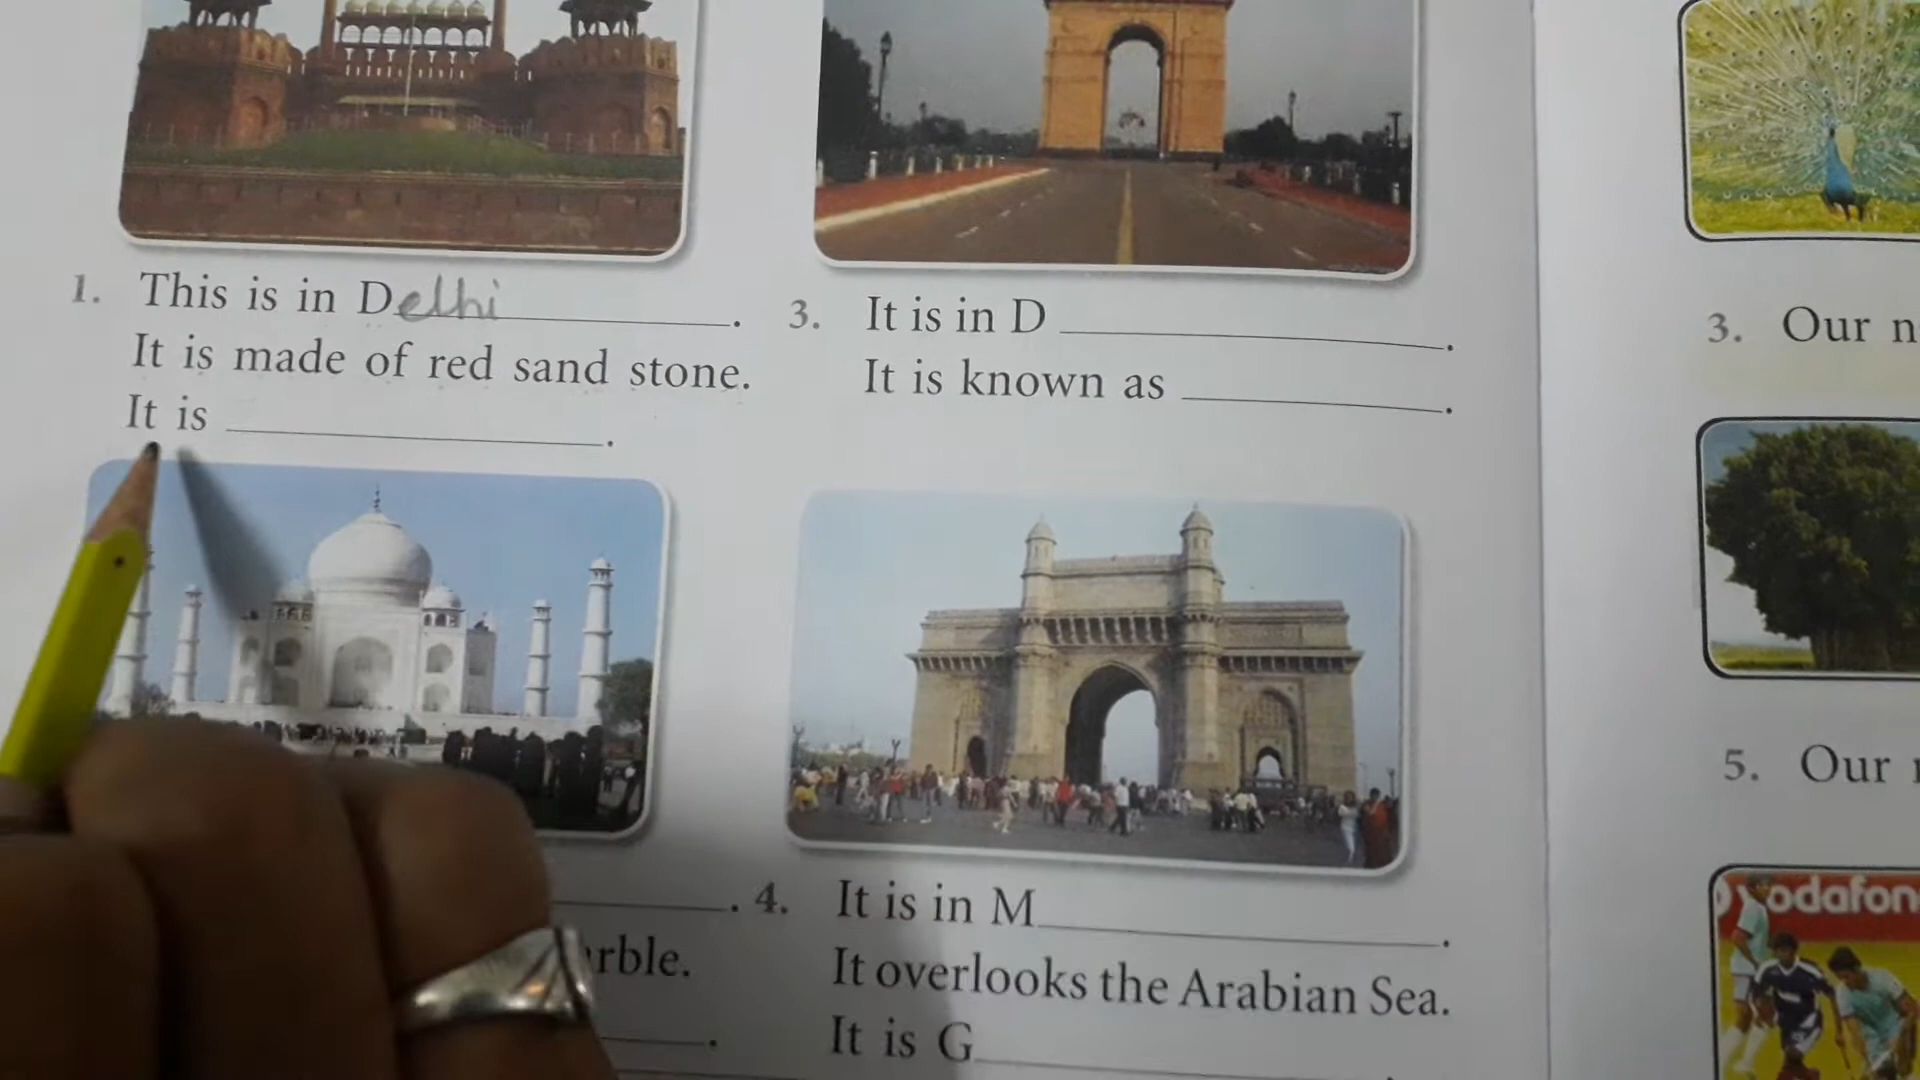 1. This is in Delhi .
It is made of red sand stone.
It is .
rble.
3. It is in D .
It is known as .
4. It is in M .
It overlooks the Arabian Sea.
It is G
3. Our n
5. Our
odafon